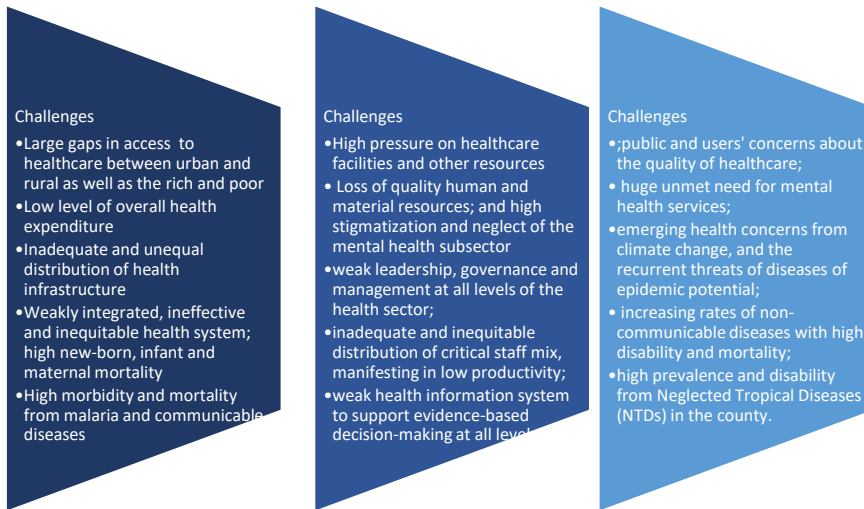 Challenges
•Large gaps in access to
healthcare between urban and
rural as well as the rich and poor
•Low level of overall health
expenditure
•Inadequate and unequal
distribution of health
infrastructure
•Weakly integrated, ineffective
and inequitable health system;
high new-born, infant and
maternal mortality
•High morbidity and mortality
from malaria and communicable
diseases
Challenges
•High pressure on healthcare
facilities and other resources
• Loss of quality human and
material resources; and high
stigmatization and neglect of the
mental health subsector
•weak leadership, governance and
management at all levels of the
health sector;
•inadequate and inequitable
distribution of critical staff mix,
manifesting in low productivity;
•weak health information system
to support evidence-based
decision-making at all level
Challenges
•;public and users' concerns about
the quality of healthcare;
• huge unmet need for mental
health services;
•emerging health concerns from
climate change, and the
recurrent threats of diseases of
epidemic potential;
• increasing rates of non-
communicable diseases with high
disability and mortality;
•high prevalence and disability
from Neglected Tropical Diseases
(NTDs) in the county.